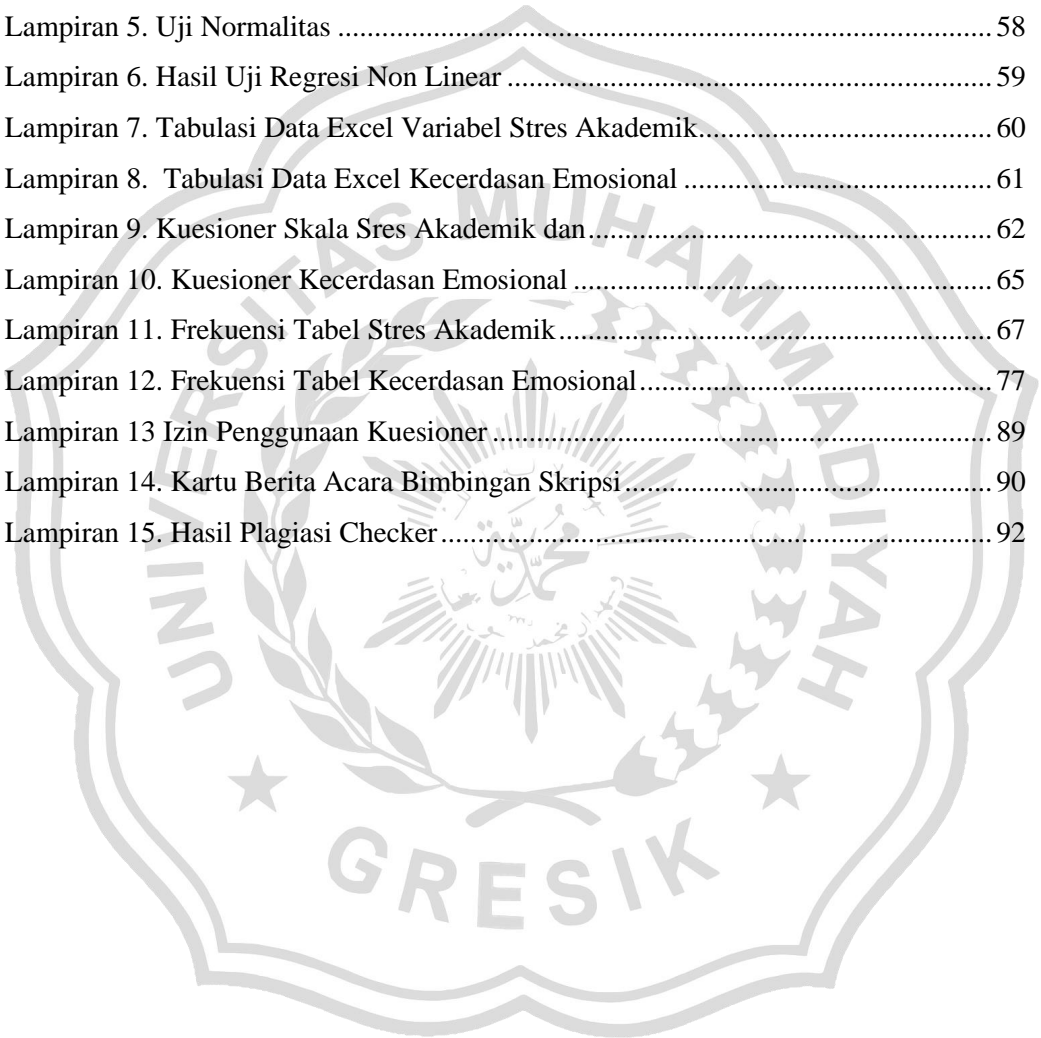 Lampiran 5. Uji Normalitas ........................................................................ 58
Lampiran 6. Hasil Uji Regresi Non Linear ........................................................................ 59
Lampiran 7. Tabulasi Data Excel Variabel Stres Akademik........................................................................ 60
Lampiran 8.  Tabulasi Data Excel Kecerdasan Emosional ........................................................................ 61
Lampiran 9. Kuesioner Skala Sres Akademik dan........................................................................ 62
Lampiran 10. Kuesioner Kecerdasan Emosional ........................................................................ 65
Lampiran 11. Frekuensi Tabel Stres Akademik........................................................................ 67
Lampiran 12. Frekuensi Tabel Kecerdasan Emosional........................................................................ 77
Lampiran 13 Izin Penggunaan Kuesioner ........................................................................ 89
Lampiran 14. Kartu Berita Acara Bimbingan Skripsi ........................................................................ 90
Lampiran 15. Hasil Plagiasi Checker ........................................................................ 92
UNIVERSITAS MUHAMMADIYAH
GRESIK